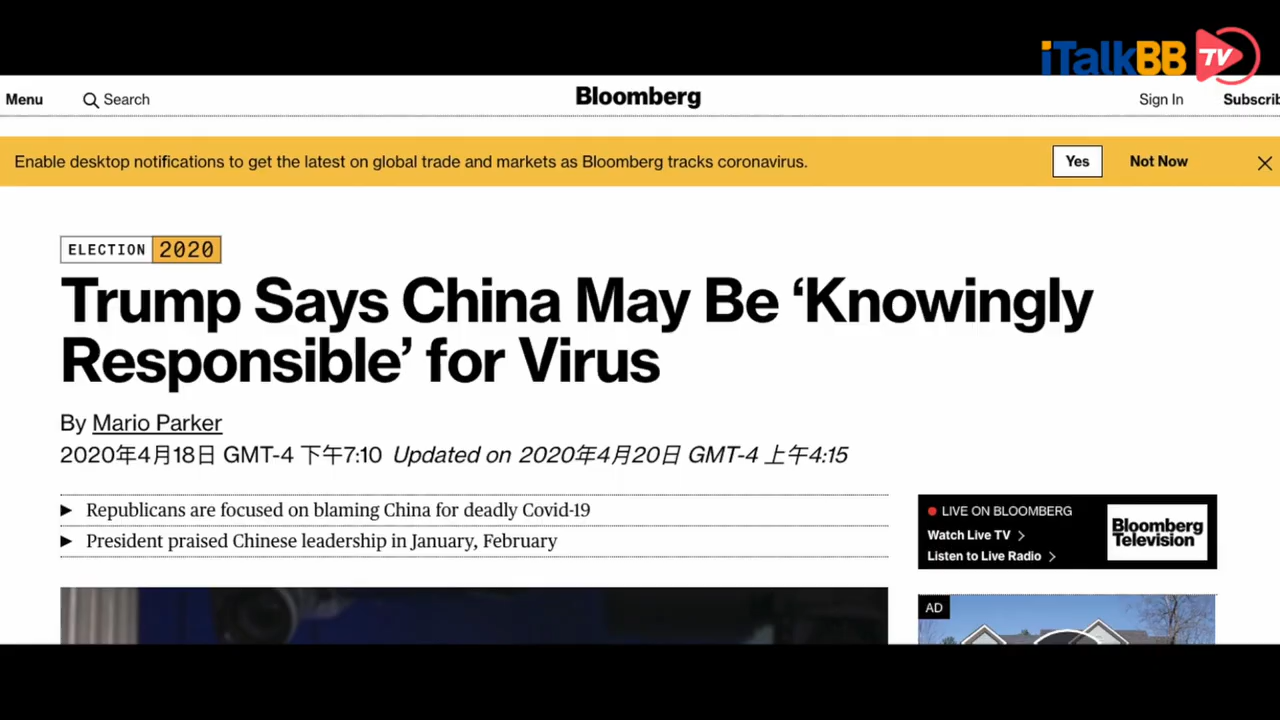 iTalkBB TV
Menu Search Bloomberg Sign In Subscrib
Enable desktop notifications to get the latest on global trade and markets as Bloomberg tracks coronavirus. Yes Not Now
ELECTION 2020
Trump Says China May Be ‘Knowingly
Responsible’ for Virus
By Mario Parker
2020年4月18日 GMT-4 下午7:10 Updated on 2020年4月20日 GMT-4 上午4:15
Republicans are focused on blaming China for deadly Covid-19
President praised Chinese leadership in January, February
LIVE ON BLOOMBERG
Watch Live TV
Listen to Live Radio
Bloomberg
Television
AD